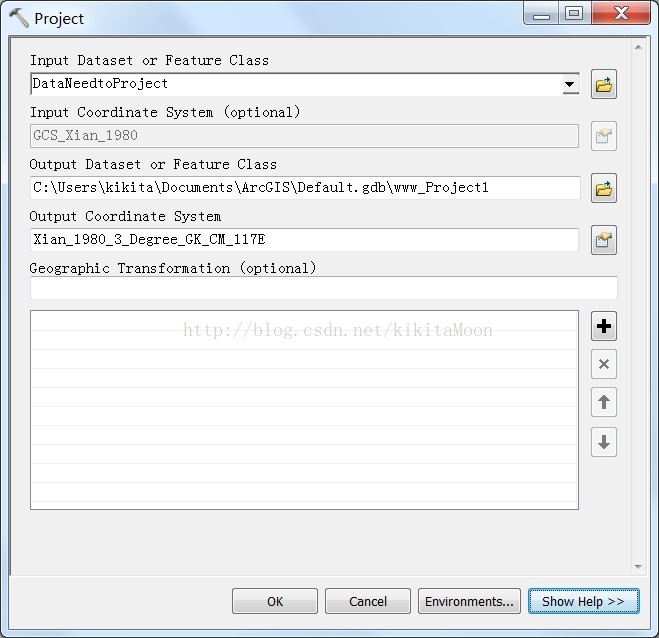 Project
Input Dataset or Feature Class
DataNeedtoProject
Input Coordinate System (optional)
GCS_Xian_1980
Output Dataset or Feature Class
C:\Users\kikita\Documents\ArcGIS\Default.gdb\www_Project1
Output Coordinate System
Xian_1980_3_Degree_GK_CM_117E
Geographic Transformation (optional)
http://blog.csdn.net/kikitaMoon
OK Cancel Environments... Show Help >>